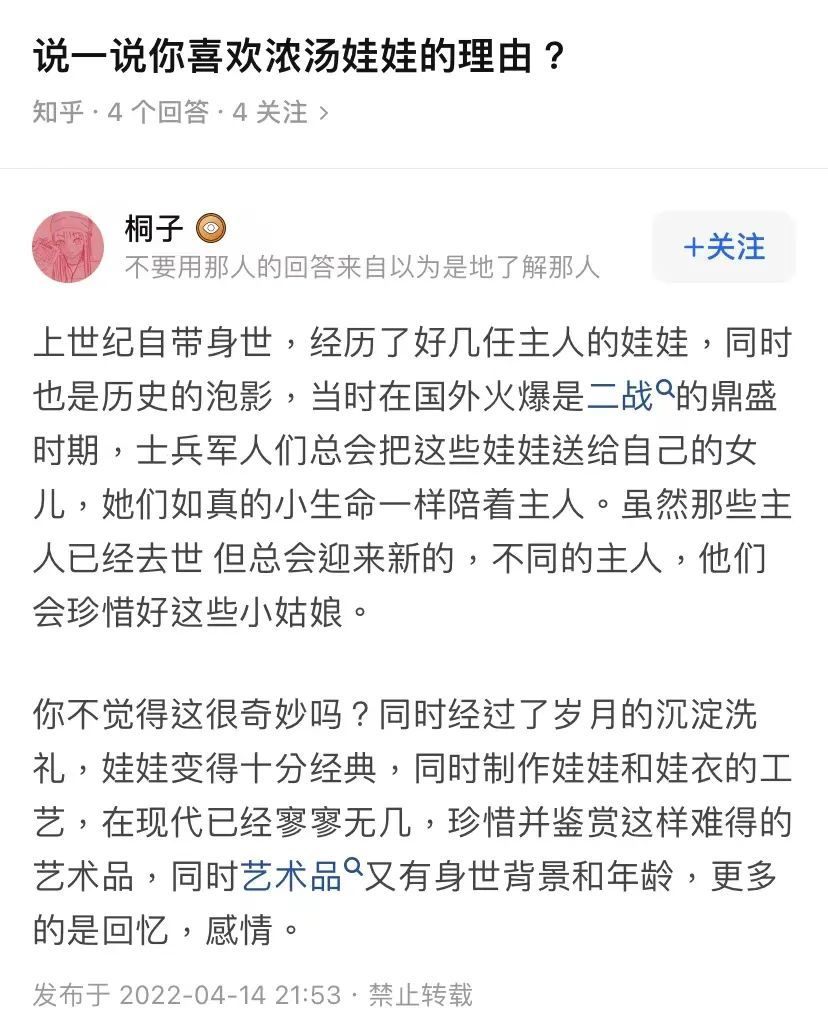 说一说你喜欢浓汤娃娃的理由？
知乎 · 4 个回答 · 4 关注 >
桐子
不要用那人的回答来自以为是地了解那人
+关注
上世纪自带身世，经历了好几任主人的娃娃，同时
也是历史的泡影，当时在国外火爆是二战的鼎盛
时期，士兵军人们总会把这些娃娃送给自己的女
儿，她们如真的小生命一样陪着主人。虽然那些主
人已经去世 但总会迎来新的，不同的主人，他们
会珍惜好这些小姑娘。
你不觉得这很奇妙吗？同时经过了岁月的沉淀洗
礼，娃娃变得十分经典，同时制作娃娃和娃衣的工
艺，在现代已经寥寥无几，珍惜并鉴赏这样难得的
艺术品，同时艺术品又有身世背景和年龄，更多
的是回忆，感情。
发布于 2022-04-14 21:53 · 禁止转载